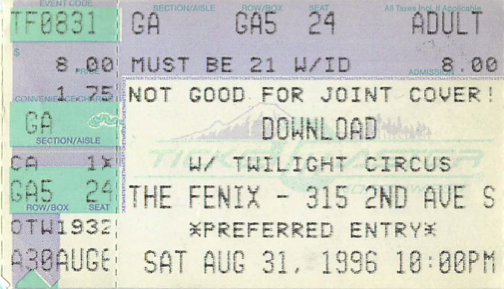 EVENT CODE SECTION/AISLE ROW/BOX SEAT All Taxes Incl. if Applicable
TF0831 GA GA5 24 ADULT
$ 8.00 MUST BE 21 W/ID 8.00
PRICE ADMISSION
1.75 NOT GOOD FOR JOINT COVER!
CONVENIENCE CHARGE
GA DOWNLOAD
SECTION/AISLE
TICKETMASTER
CA 1X W/ TWILIGHT CIRCUS
GA5 24 THE FENIX - 315 2ND AVE S
ROW/BOX SEAT
OTW1932 *PREFERRED ENTRY*
A30AUG6 SAT AUG 31, 1996 10:00PM